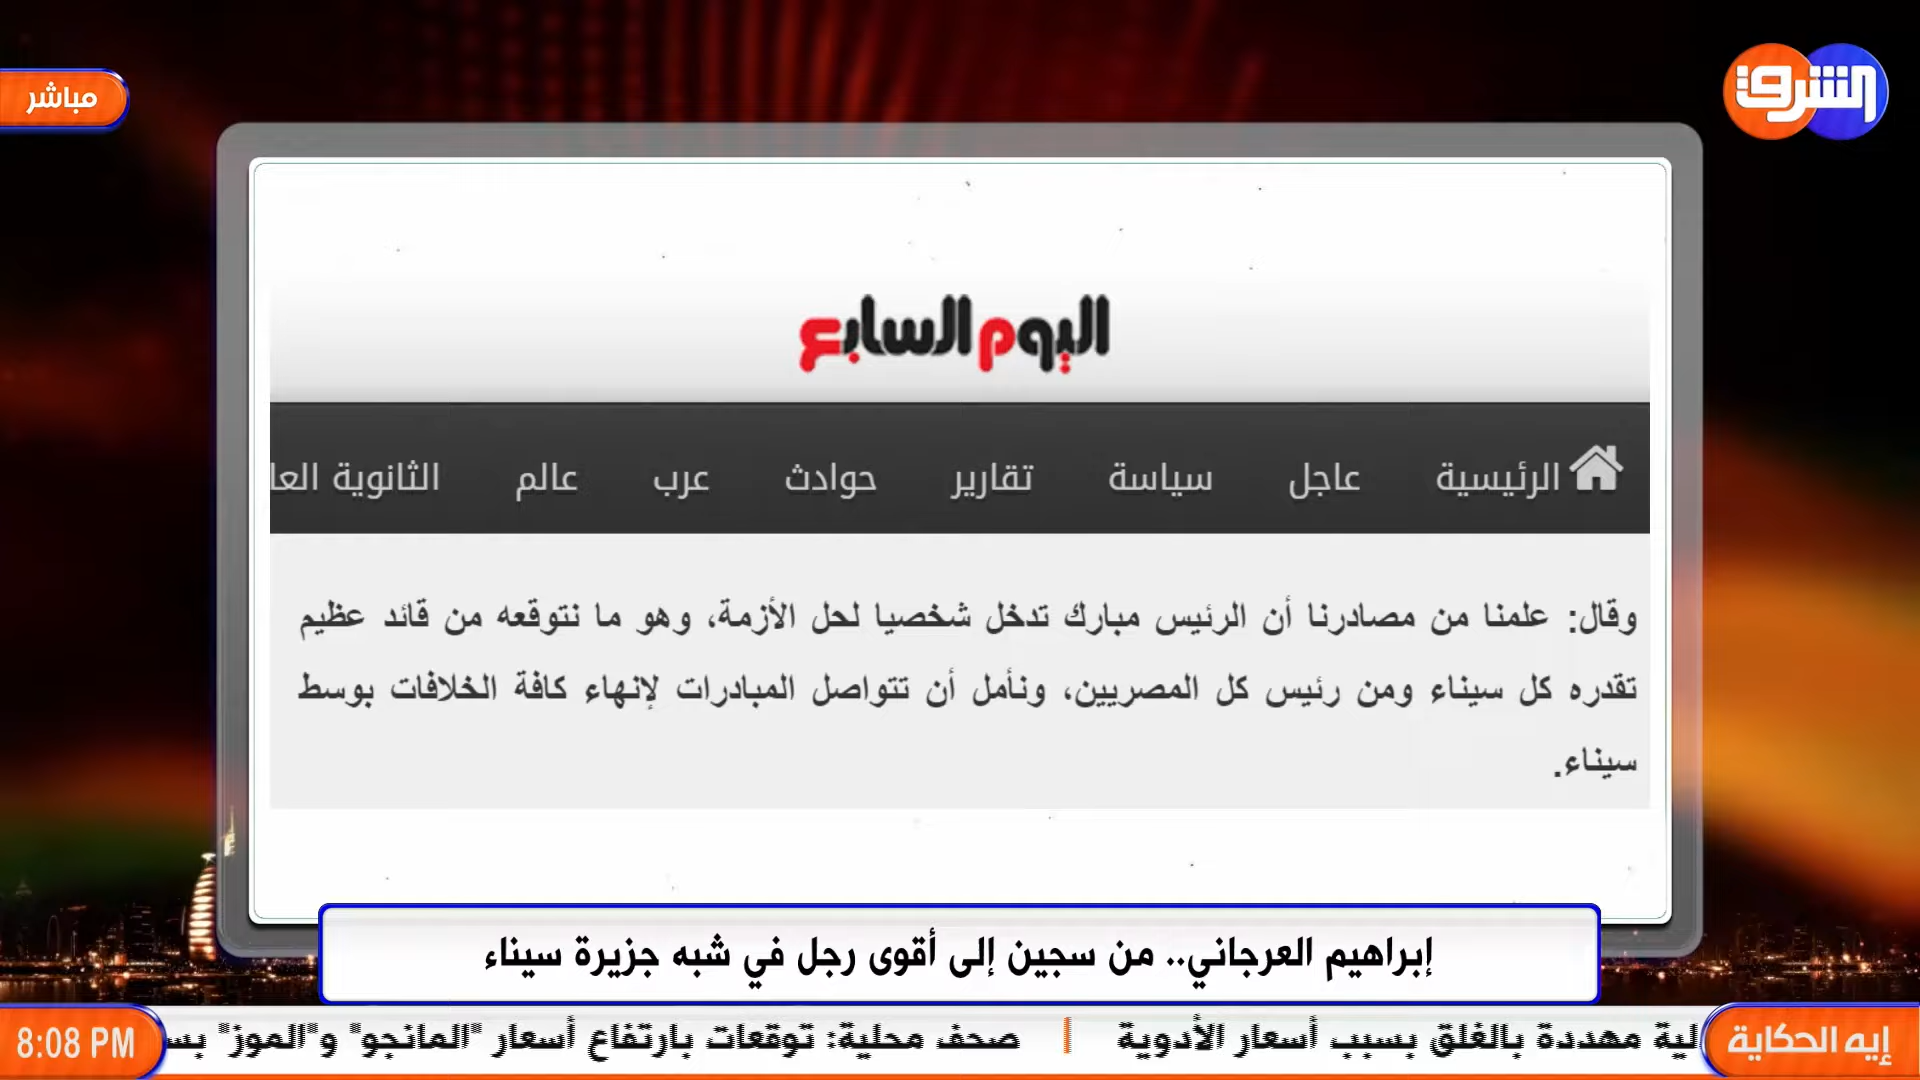 مباشر
الشرق
اليوم السابع
الرئيسية عاجل سياسة تقارير حوادث عرب عالم الثانوية العا
وقال: علمنا من مصادرنا أن الرئيس مبارك تدخل شخصيا لحل الأزمة، وهو ما نتوقعه من قائد عظيم
تقدره كل سيناء ومن رئيس كل المصريين، ونأمل أن تتواصل المبادرات لإنهاء كافة الخلافات بوسط
سيناء.
إبراهيم العرجاني.. من سجين إلى أقوى رجل في شبه جزيرة سيناء
إيه الحكاية
لية مهددة بالغلق بسبب أسعار الأدوية | صحف محلية: توقعات بارتفاع أسعار "المانجو" و"الموز" بس
8:08 PM